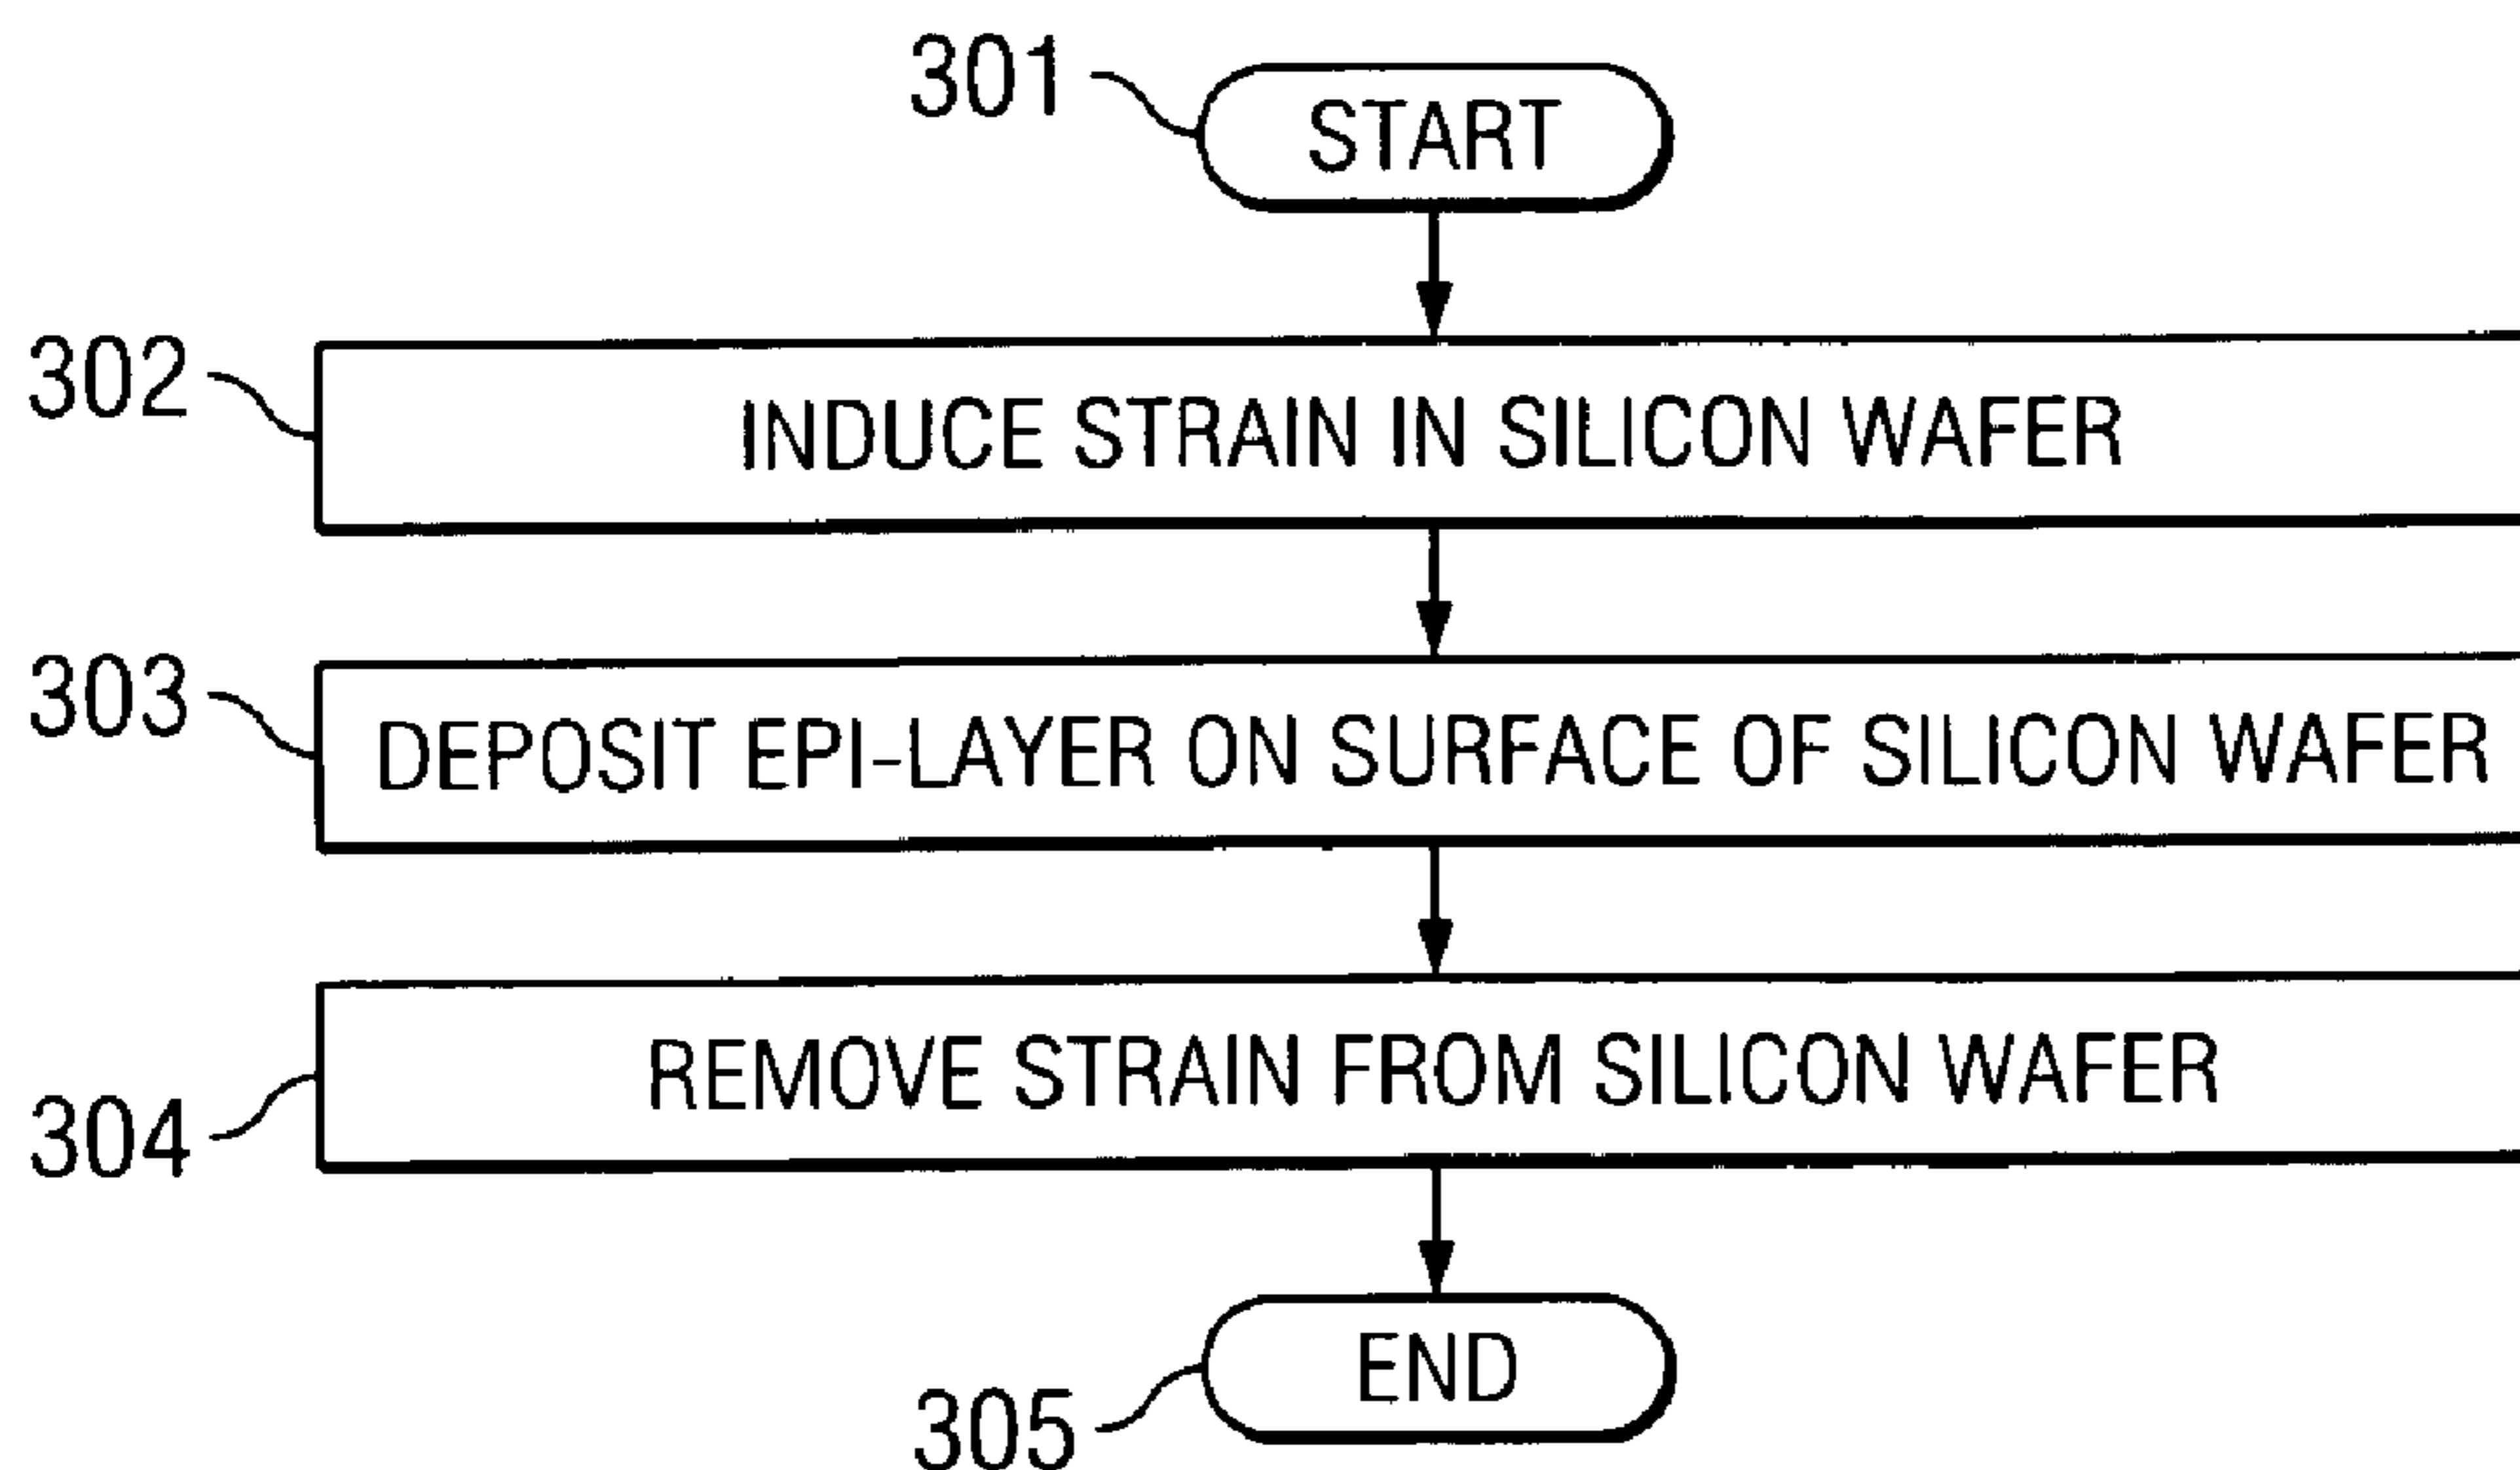 301
START
302
INDUCE STRAIN IN SILICON WAFER
303
DEPOSIT EPI-LAYER ON SURFACE OF SILICON WAFER
REMOVE STRAIN FROM SILICON WAFER
304
END
305